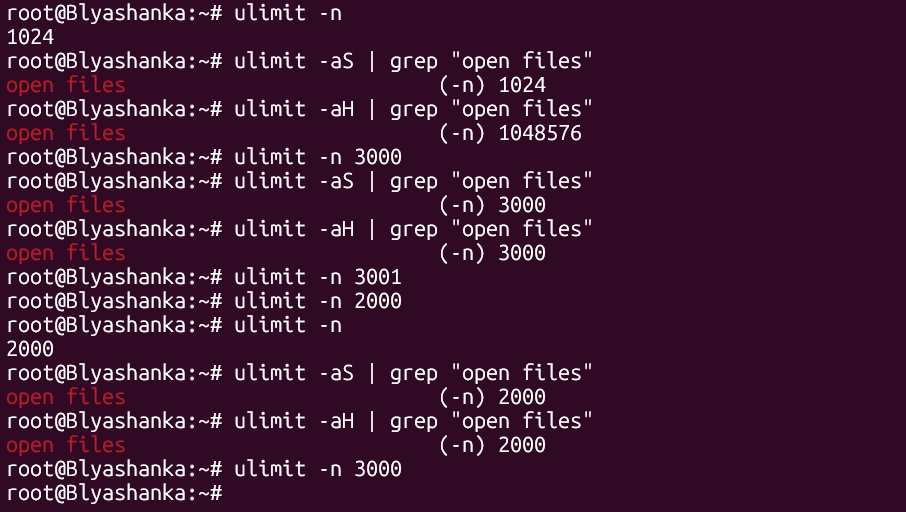 root@Blyashanka:~# ulimit -n
1024
root@Blyashanka:~# ulimit -aS | grep "open files"
open files                          (-n) 1024
root@Blyashanka:~# ulimit -aH | grep "open files"
open files                          (-n) 1048576
root@Blyashanka:~# ulimit -n 3000
root@Blyashanka:~# ulimit -aS | grep "open files"
open files                          (-n) 3000
root@Blyashanka:~# ulimit -aH | grep "open files"
open files                          (-n) 3000
root@Blyashanka:~# ulimit -n 3001
root@Blyashanka:~# ulimit -n 2000
root@Blyashanka:~# ulimit -n
2000
root@Blyashanka:~# ulimit -aS | grep "open files"
open files                          (-n) 2000
root@Blyashanka:~# ulimit -aH | grep "open files"
open files                          (-n) 2000
root@Blyashanka:~# ulimit -n 3000
root@Blyashanka:~#